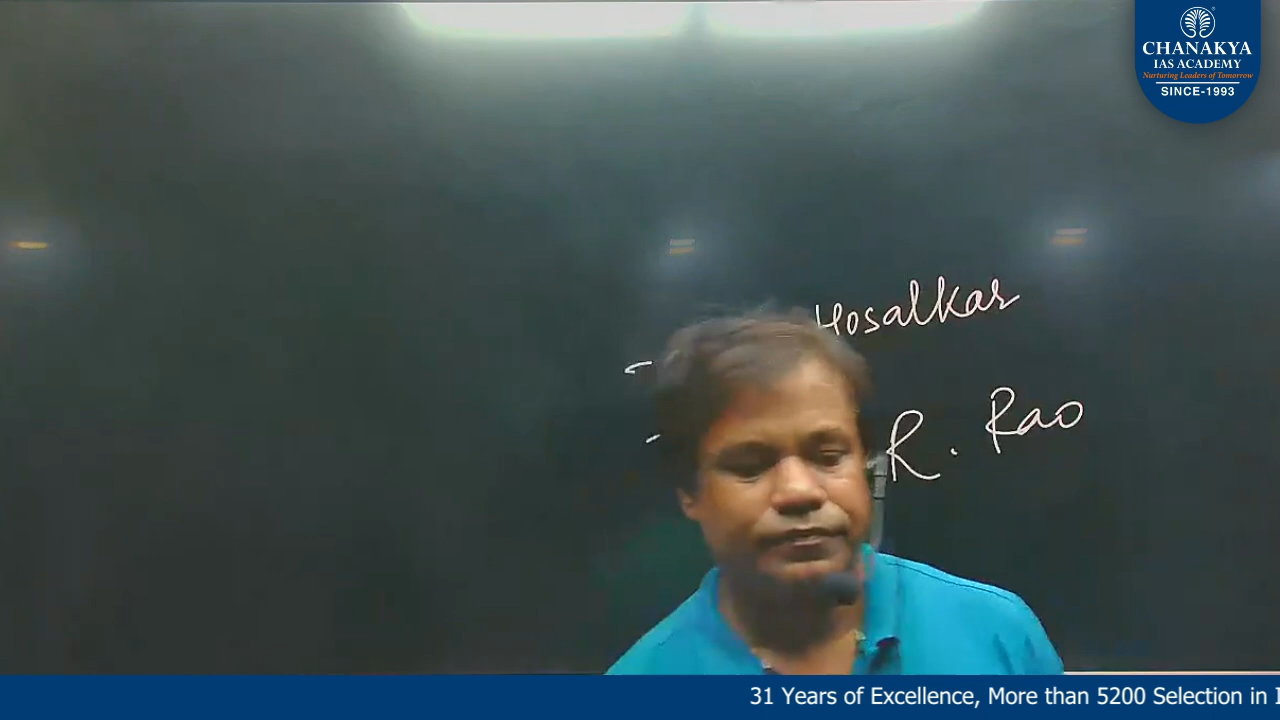 CHANAKYA
IAS ACADEMY
Nurturing Leaders of Tomorrow
SINCE-1993
Hosalkar
R. Rao
31 Years of Excellence, More than 5200 Selection in